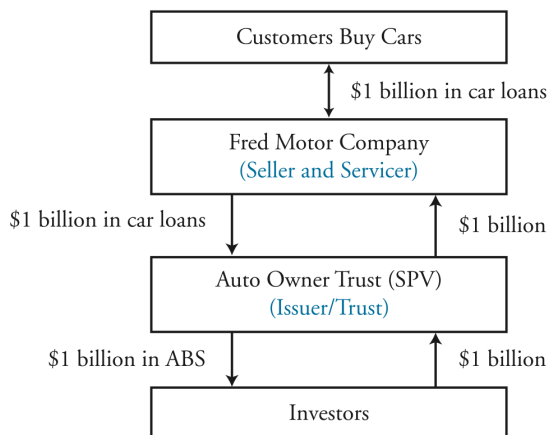 Customers Buy Cars
$1 billion in car loans
Fred Motor Company
(Seller and Servicer)
$1 billion in car loans
$1 billion
Auto Owner Trust (SPV)
(Issuer/Trust)
$1 billion in ABS
$1 billion
Investors